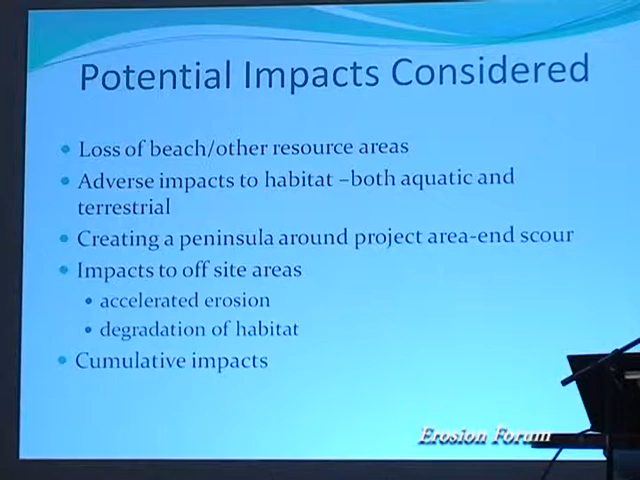 Potential Impacts Considered
• Loss of beach/other resource areas
• Adverse impacts to habitat –both aquatic and
terrestrial
• Creating a peninsula around project area-end scour
• Impacts to off site areas
• accelerated erosion
• degradation of habitat
• Cumulative impacts
Erosion Forum